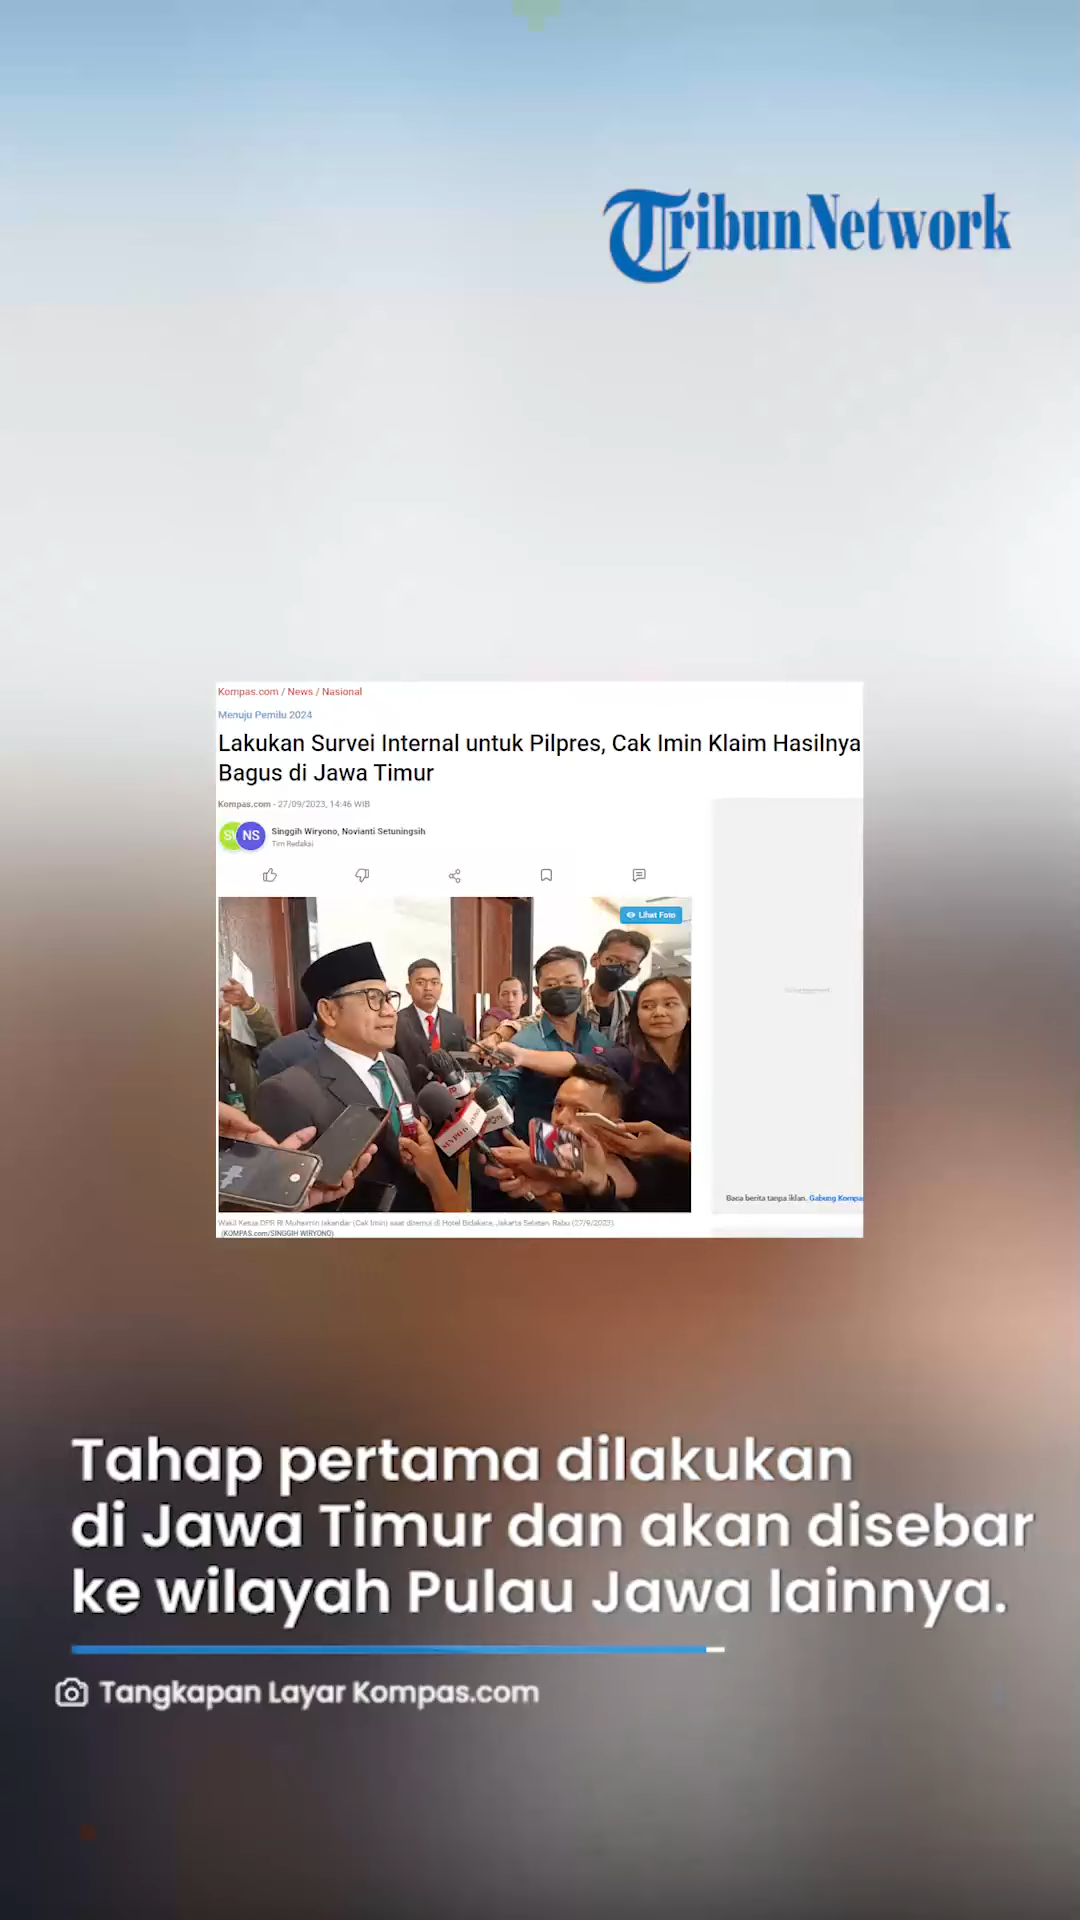 TribunNetwork
Kompas.com / News / Nasional
Menuju Pemilu 2024
Lakukan Survei Internal untuk Pilpres, Cak Imin Klaim Hasilnya
Bagus di Jawa Timur
Kompas.com - 27/09/2023, 14:46 WIB
NS
Singgih Wiryono, Novianti Setuningsih
Tim Redaksi
Lihat Foto
Baca berita tanpa iklan. Gabung Kompa
Wakil Ketua DPR RI Muhaimin Iskandar (Cak Imin) saat ditemui di Hotel Bidakara, Jakarta Selatan, Rabu (27/9/2023).
(KOMPAS.com/SINGGIH WIRYONO)
Tahap pertama dilakukan
di Jawa Timur dan akan disebar
ke wilayah Pulau Jawa lainnya.
Tangkapan Layar Kompas.com